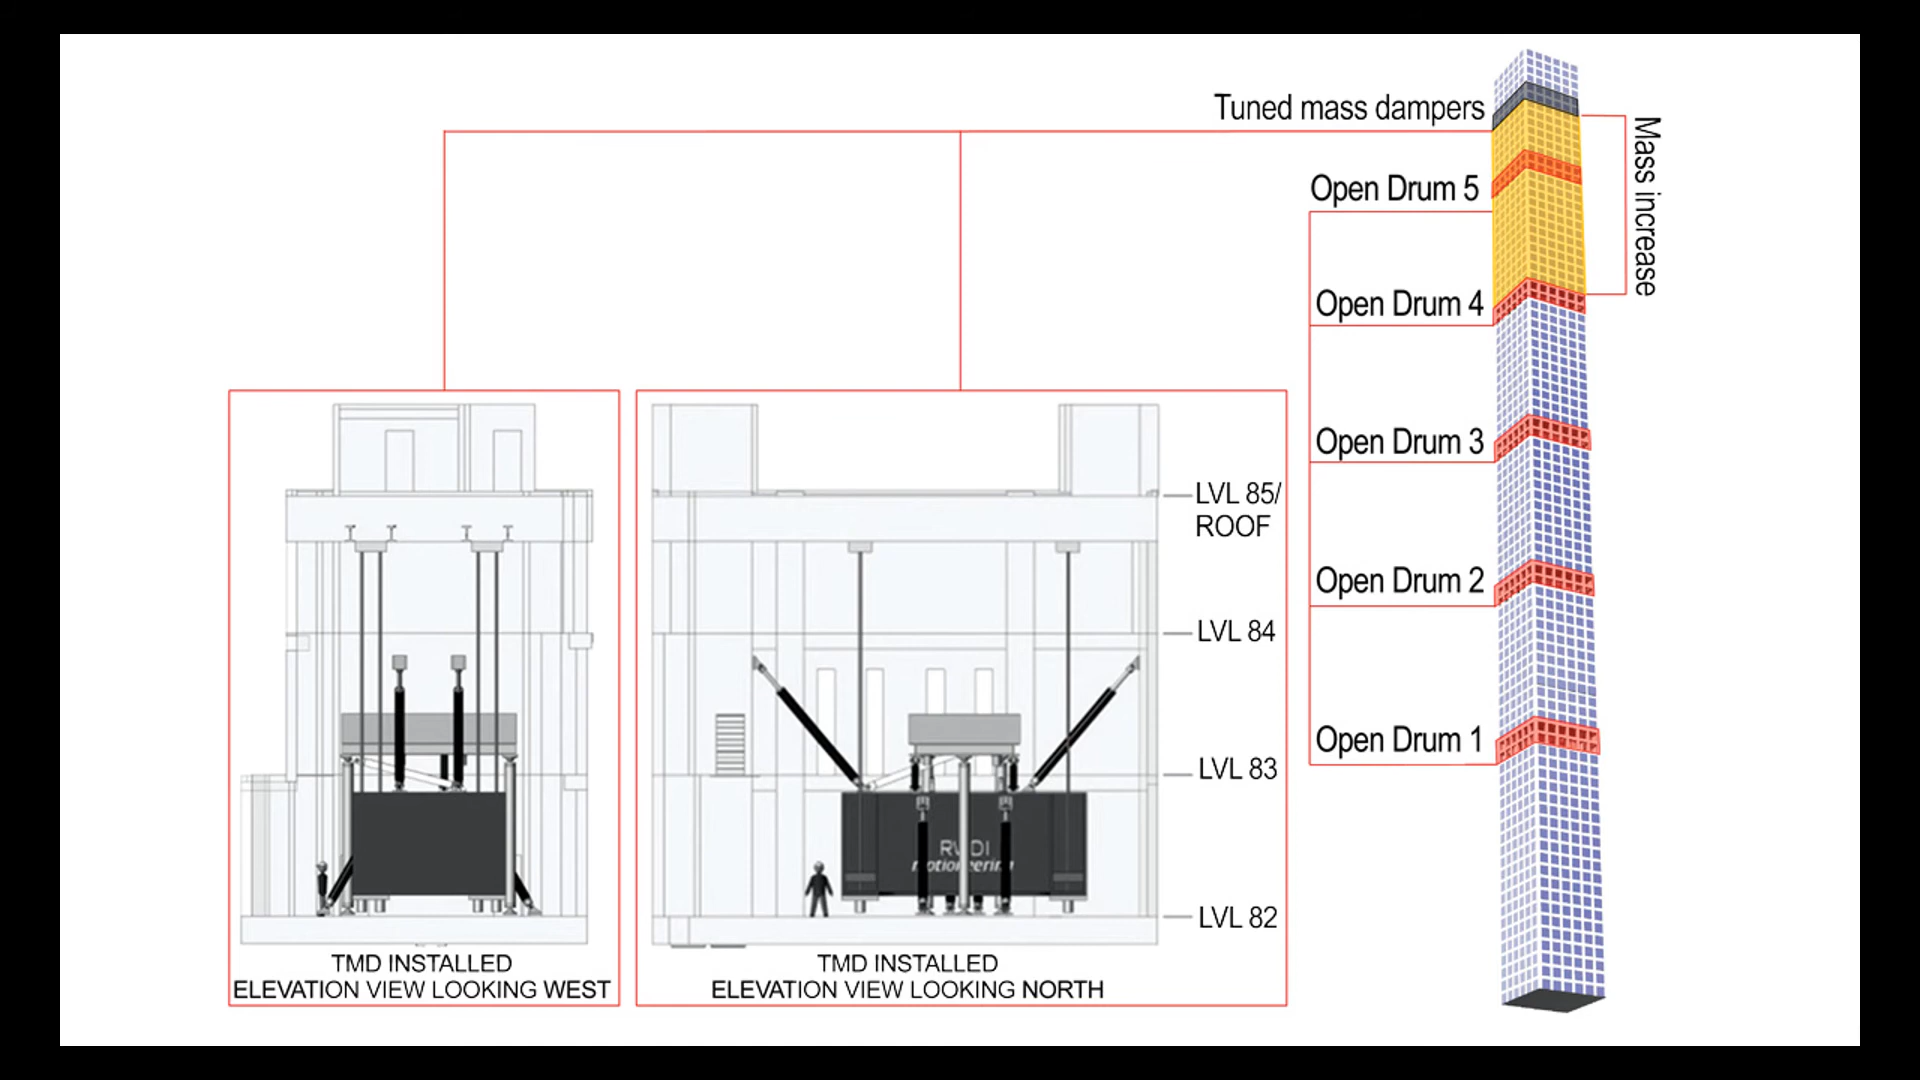 Tuned mass dampers
Mass increase
Open Drum 5
Open Drum 4
Open Drum 3
Open Drum 2
Open Drum 1
LVL 85/
ROOF
LVL 84
LVL 83
LVL 82
RWDI
motioneering
TMD INSTALLED
ELEVATION VIEW LOOKING WEST
TMD INSTALLED
ELEVATION VIEW LOOKING NORTH